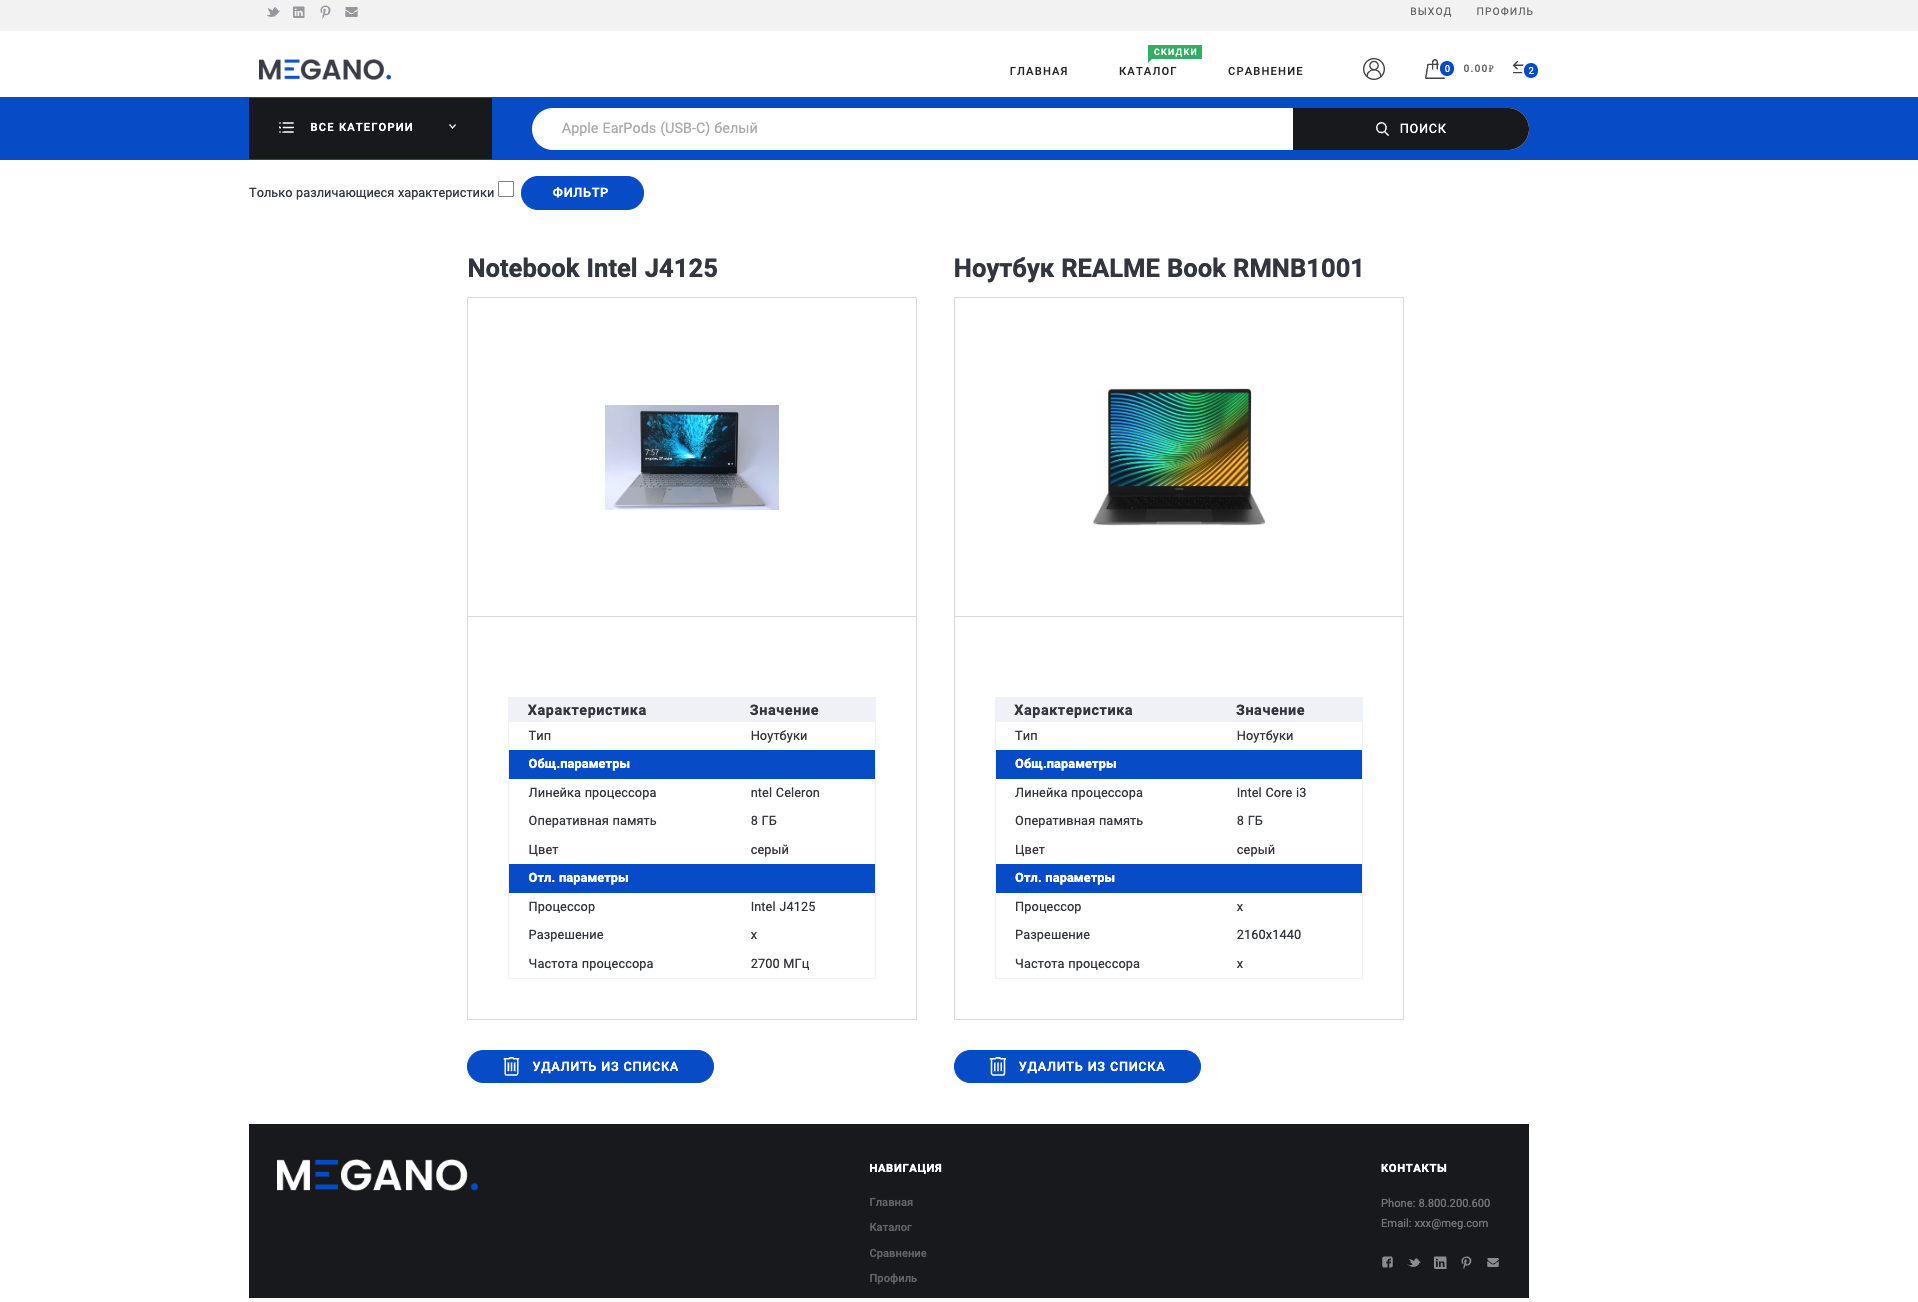 ВЫХОД ПРОФИЛЬ
MEGANO.
СКИДКИ
ГЛАВНАЯ КАТАЛОГ СРАВНЕНИЕ 0 0.00₽ 2
ВСЕ КАТЕГОРИИ Apple EarPods (USB-C) белый ПОИСК
Только различающиеся характеристики ФИЛЬТР
Notebook Intel J4125
7:57
Характеристика Значение
Тип Ноутбуки
Общ.параметры
Линейка процессора ntel Celeron
Оперативная память 8 ГБ
Цвет серый
Отл. параметры
Процессор Intel J4125
Разрешение x
Частота процессора 2700 МГц
УДАЛИТЬ ИЗ СПИСКА
Ноутбук REALME Book RMNB1001
Характеристика Значение
Тип Ноутбуки
Общ.параметры
Линейка процессора Intel Core i3
Оперативная память 8 ГБ
Цвет серый
Отл. параметры
Процессор x
Разрешение 2160x1440
Частота процессора x
УДАЛИТЬ ИЗ СПИСКА
MEGANO.
НАВИГАЦИЯ
Главная
Каталог
Сравнение
Профиль
КОНТАКТЫ
Phone: 8.800.200.600
Email: xxx@meg.com